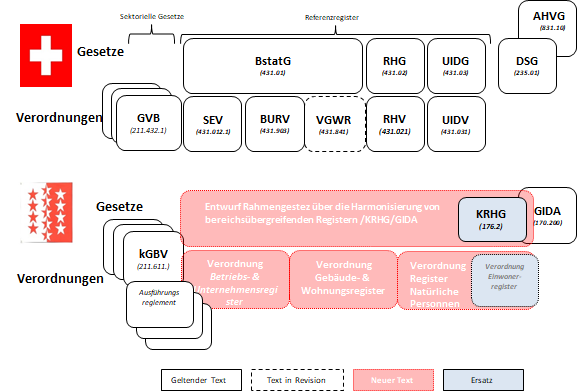 Sektorielle Gesetze
Referenzregister
AHVG
(831.10)
Gesetze
BstatG
(431.01)
RHG
(431.02)
UIDG
(431.03)
DSG
(235.01)
Verordnungen
GVB
(211.432.1)
SEV
(431.012.1)
BURV
(431.903)
VGWR
(431.841)
RHV
(431.021)
UIDV
(431.031)
Gesetze
Entwurf Rahmengestez über die Harmonisierung von
bereichsübergreifenden Registern /KRHG/GIDA
KRHG
(176.2)
GIDA
(170.200)
Verordnungen
kGBV
(211.611.)
Ausführungs
reglement
Verordnung
Betriebs- &
Unternehmensregi
ster
Verordnung
Gebäude- &
Wohnungsregister
Verordnung
Register
Natürliche
Personnen
Verordnung
Einwoner-
register
Geltender Text
Text in Revision
Neuer Text
Ersatz